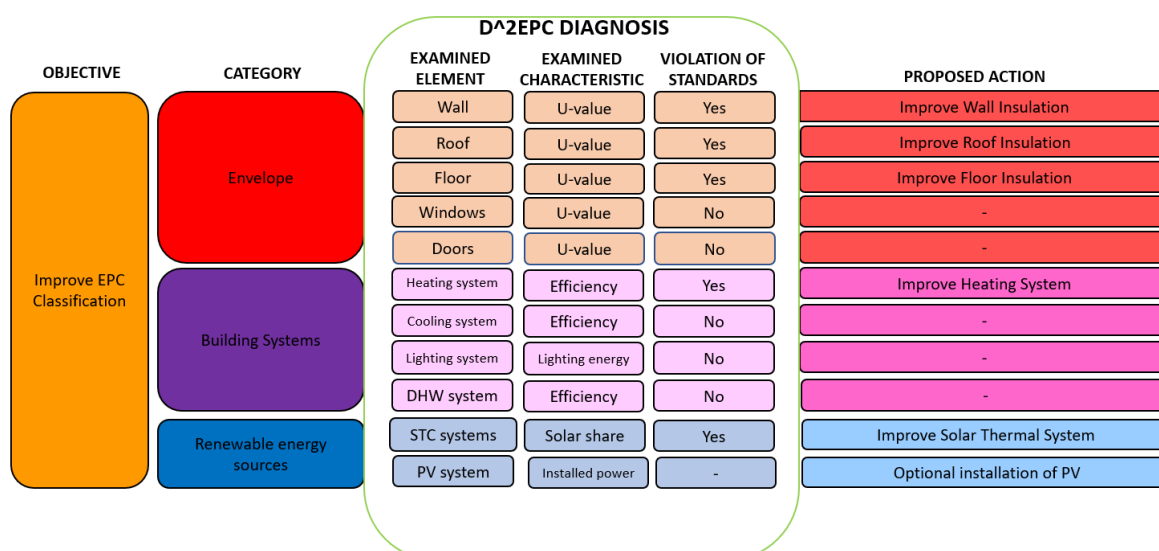 D^2EPC DIAGNOSIS
OBJECTIVE
CATEGORY
EXAMINED
ELEMENT
EXAMINED
CHARACTERISTIC
VIOLATION OF
STANDARDS
PROPOSED ACTION
Improve EPC
Classification
Envelope
Wall
U-value
Yes
Improve Wall Insulation
Roof
U-value
Yes
Improve Roof Insulation
Floor
U-value
Yes
Improve Floor Insulation
Windows
U-value
No
-
Doors
U-value
No
-
Building Systems
Heating system
Efficiency
Yes
Improve Heating System
Cooling system
Efficiency
No
-
Lighting system
Lighting energy
No
-
DHW system
Efficiency
No
-
Renewable energy
sources
STC systems
Solar share
Yes
Improve Solar Thermal System
PV system
Installed power
-
Optional installation of PV